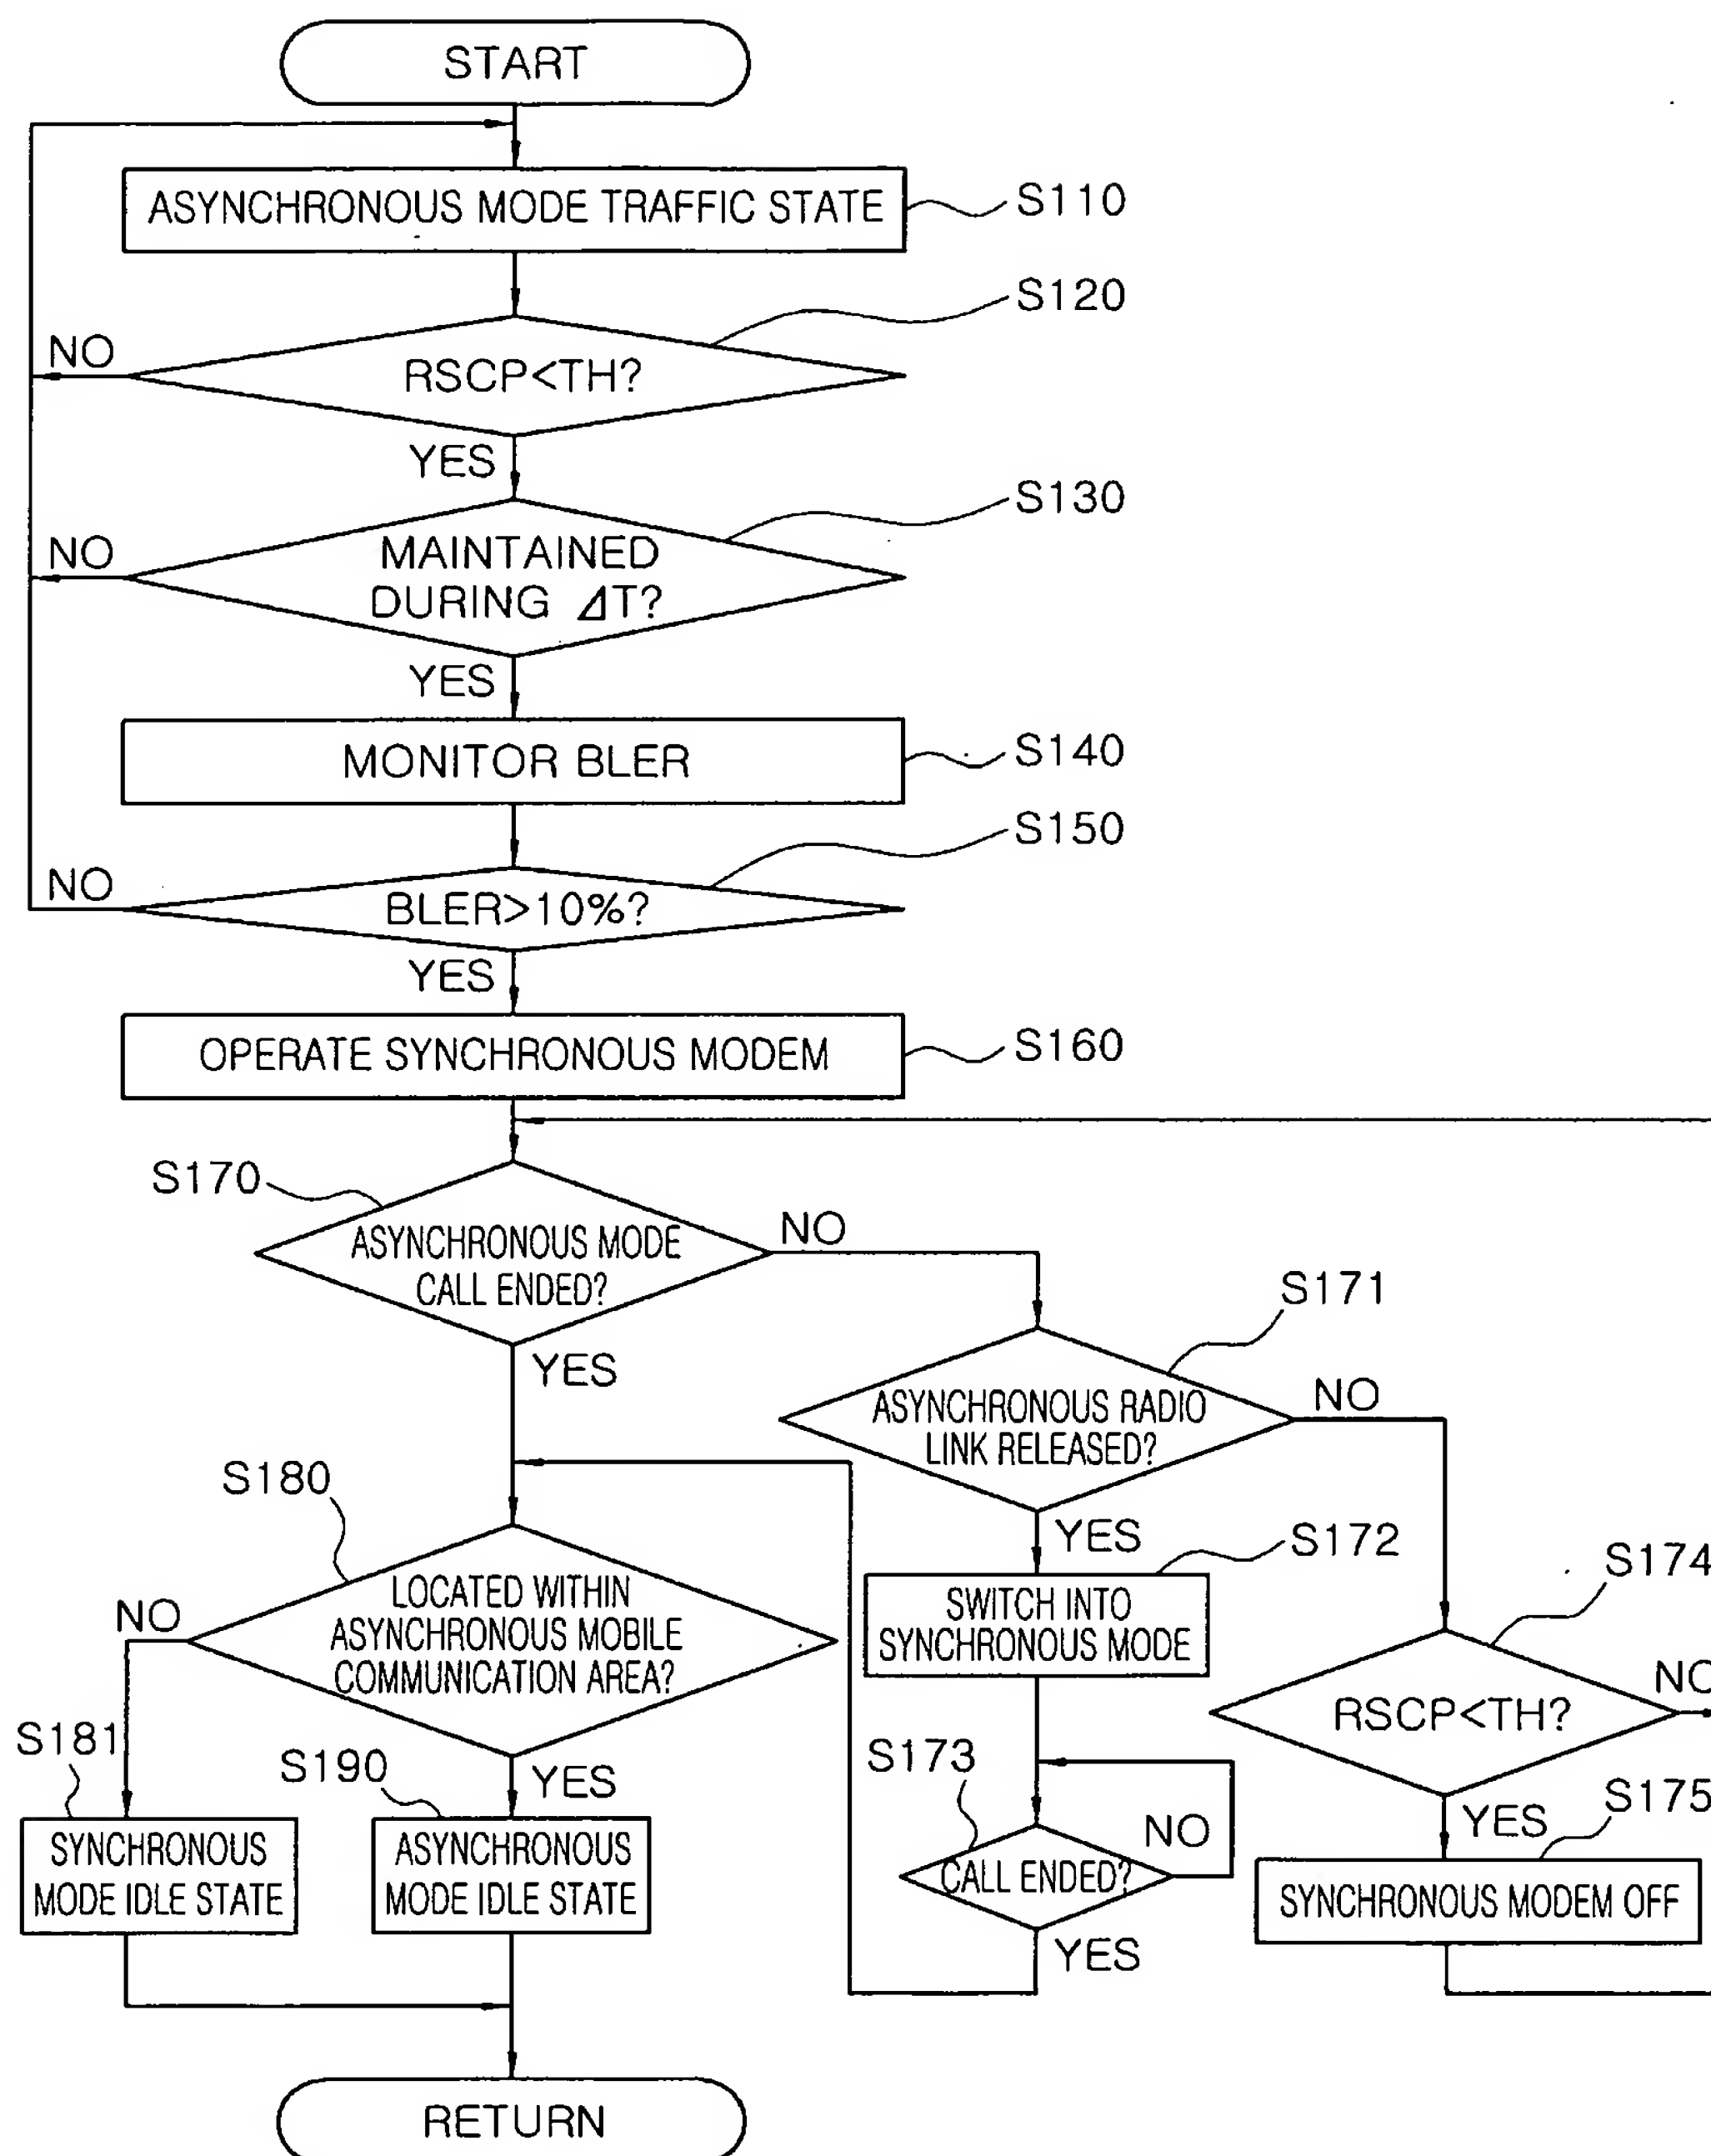 START
ASYNCHRONOUS MODE TRAFFIC STATE
S110
S120
NO
RSCP<TH?
YES
S130
NO
MAINTAINED
DURING ΔT?
YES
MONITOR BLER
S140
S150
NO
BLER>10%?
YES
OPERATE SYNCHRONOUS MODEM
S160
S170
ASYNCHRONOUS MODE
CALL ENDED?
NO
YES
S171
ASYNCHRONOUS RADIO
LINK RELEASED?
NO
YES
S172
SWITCH INTO
SYNCHRONOUS MODE
S173
CALL ENDED?
NO
YES
S174
RSCP<TH?
NO
YES
S175
SYNCHRONOUS MODEM OFF
S180
LOCATED WITHIN
ASYNCHRONOUS MOBILE
COMMUNICATION AREA?
NO
YES
S181
SYNCHRONOUS
MODE IDLE STATE
S190
ASYNCHRONOUS
MODE IDLE STATE
RETURN